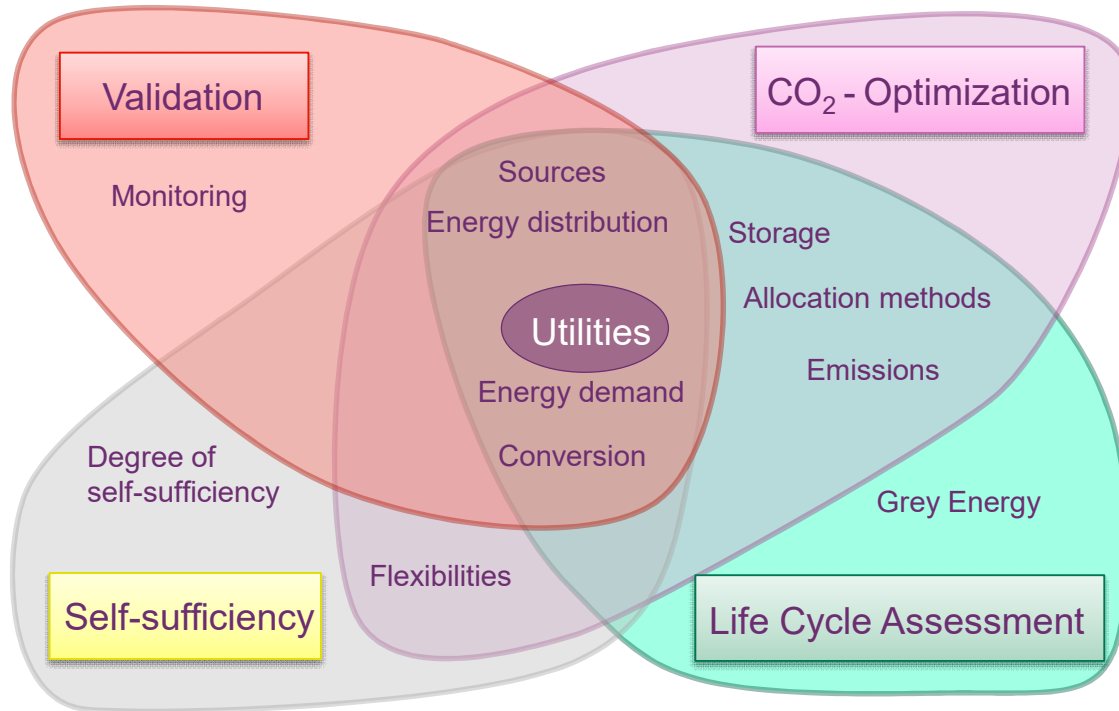 Validation
CO₂ - Optimization
Monitoring
Sources
Energy distribution
Storage
Allocation methods
Utilities
Emissions
Energy demand
Conversion
Degree of
self-sufficiency
Grey Energy
Flexibilities
Self-sufficiency
Life Cycle Assessment